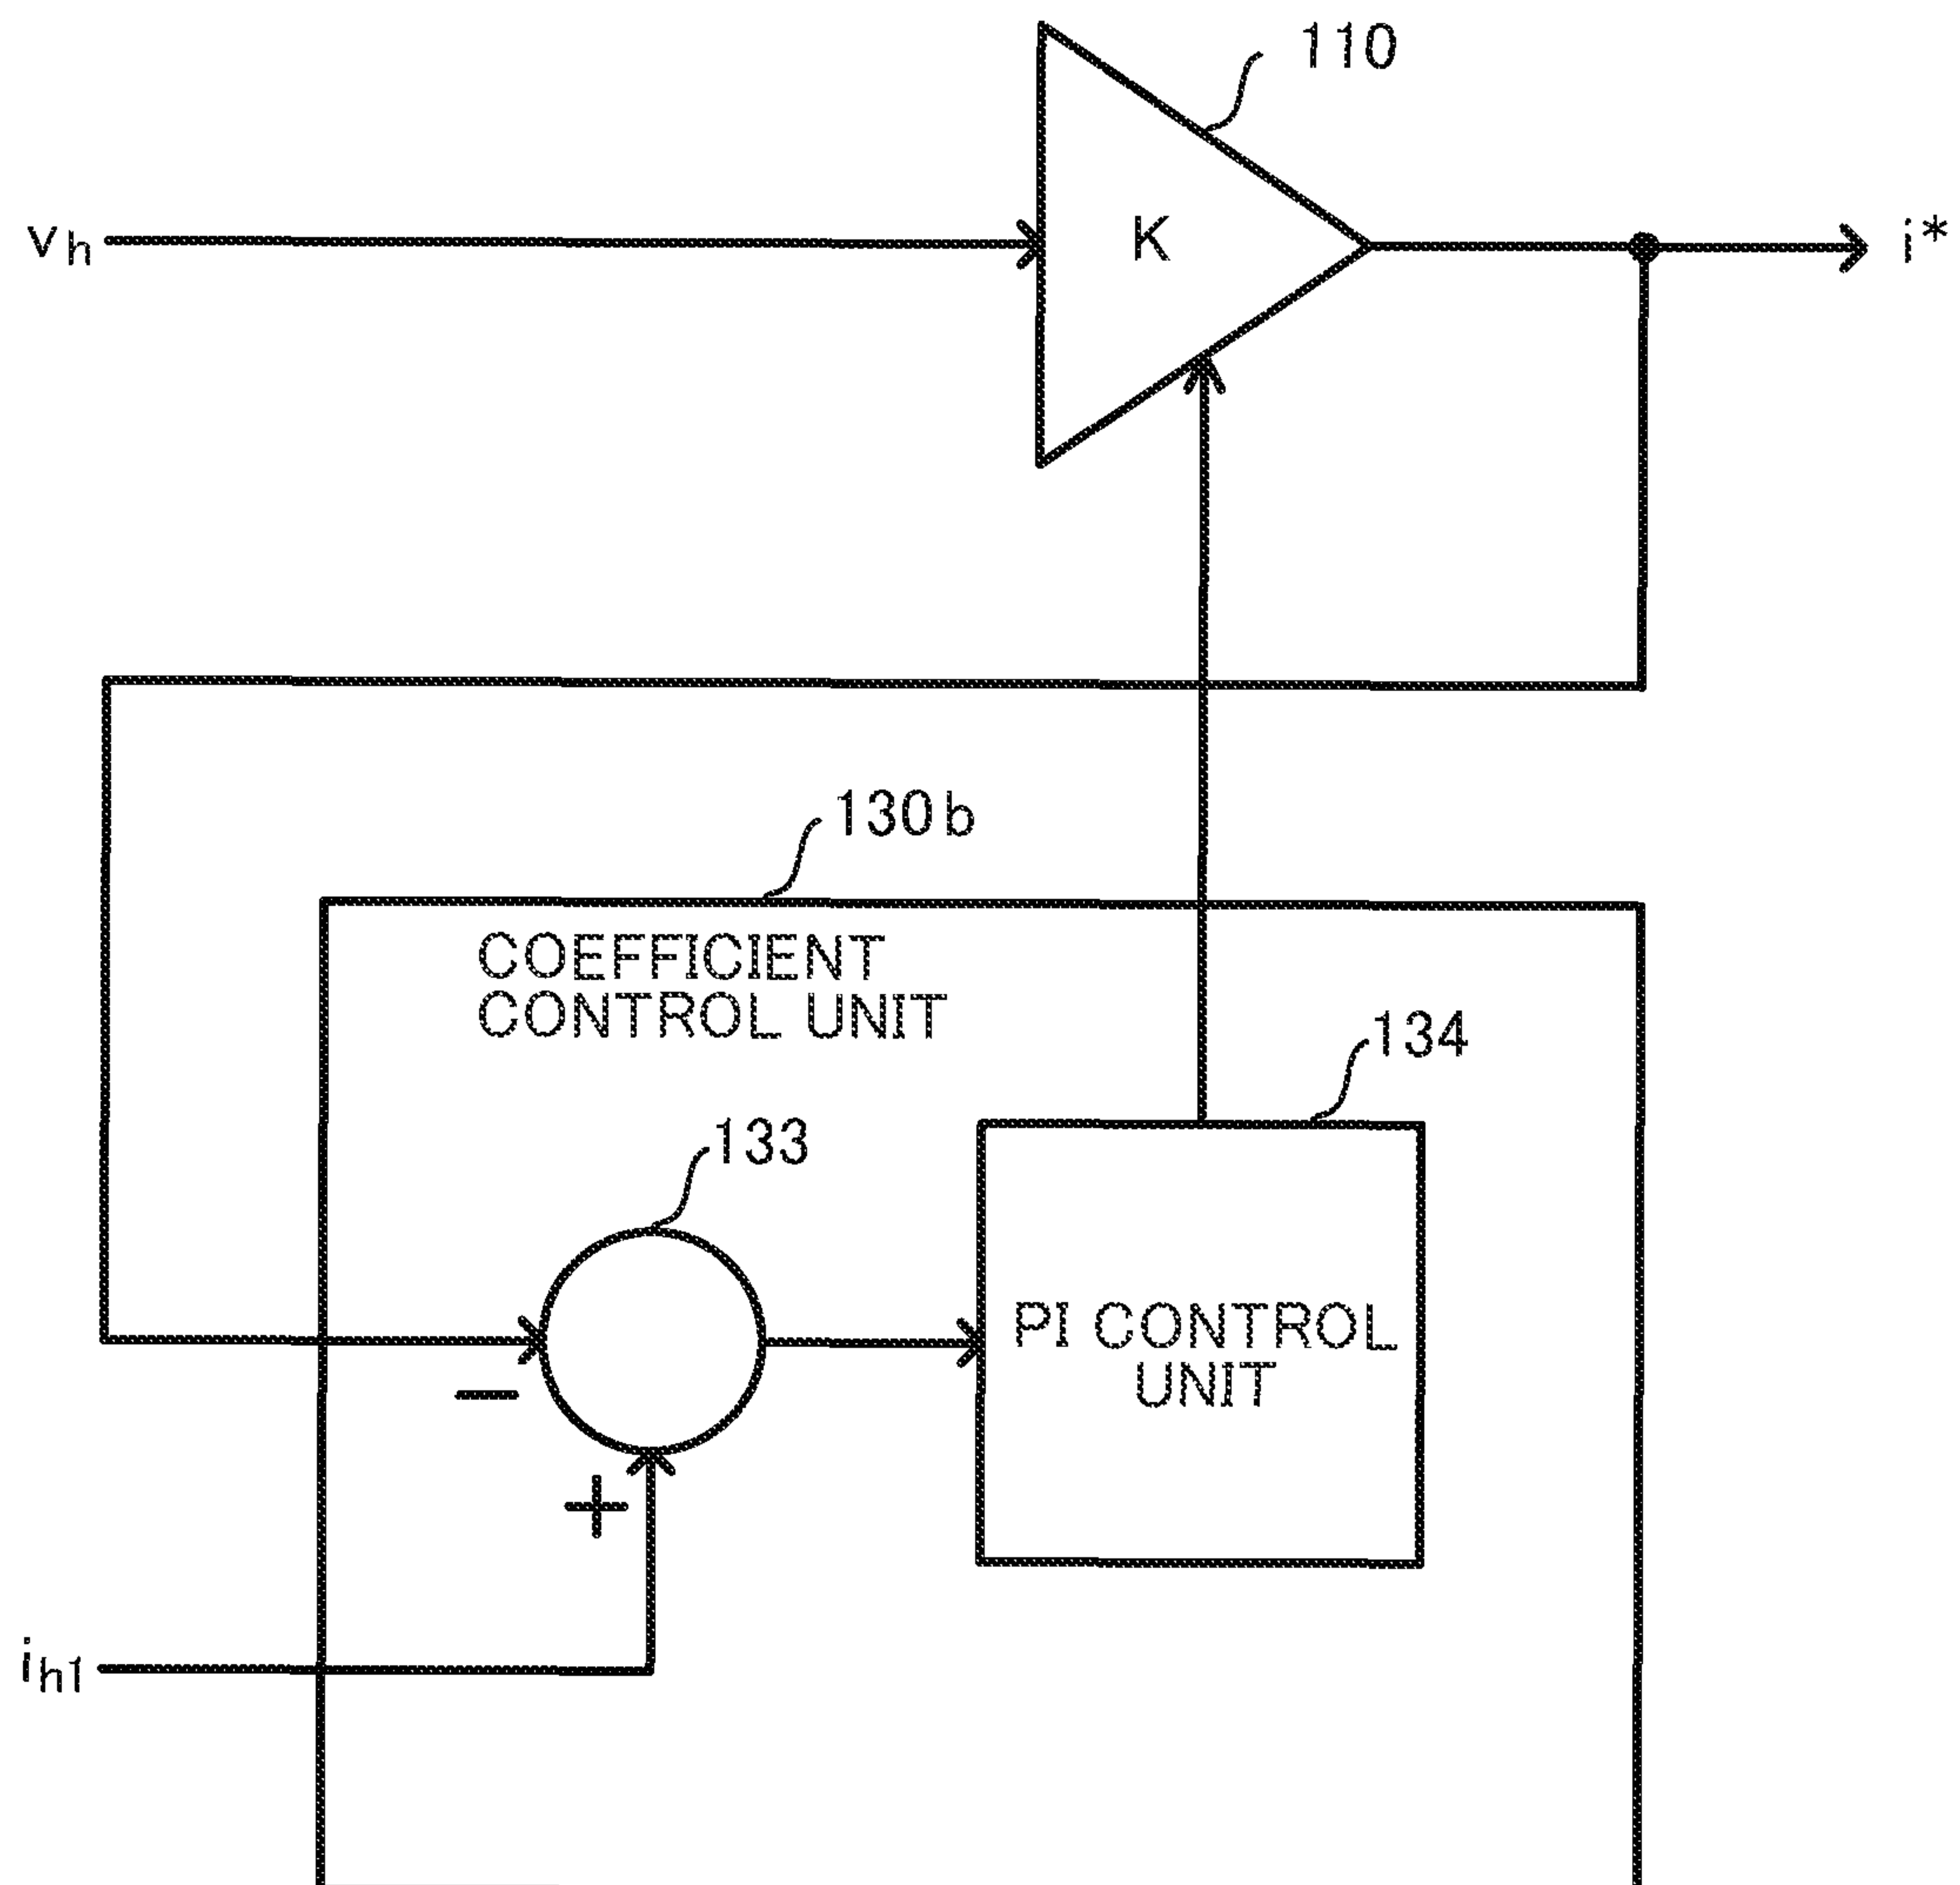 110
vh
K
i*
130b
COEFFICIENT
CONTROL UNIT
134
133
PI CONTROL
UNIT
−
+
ih1